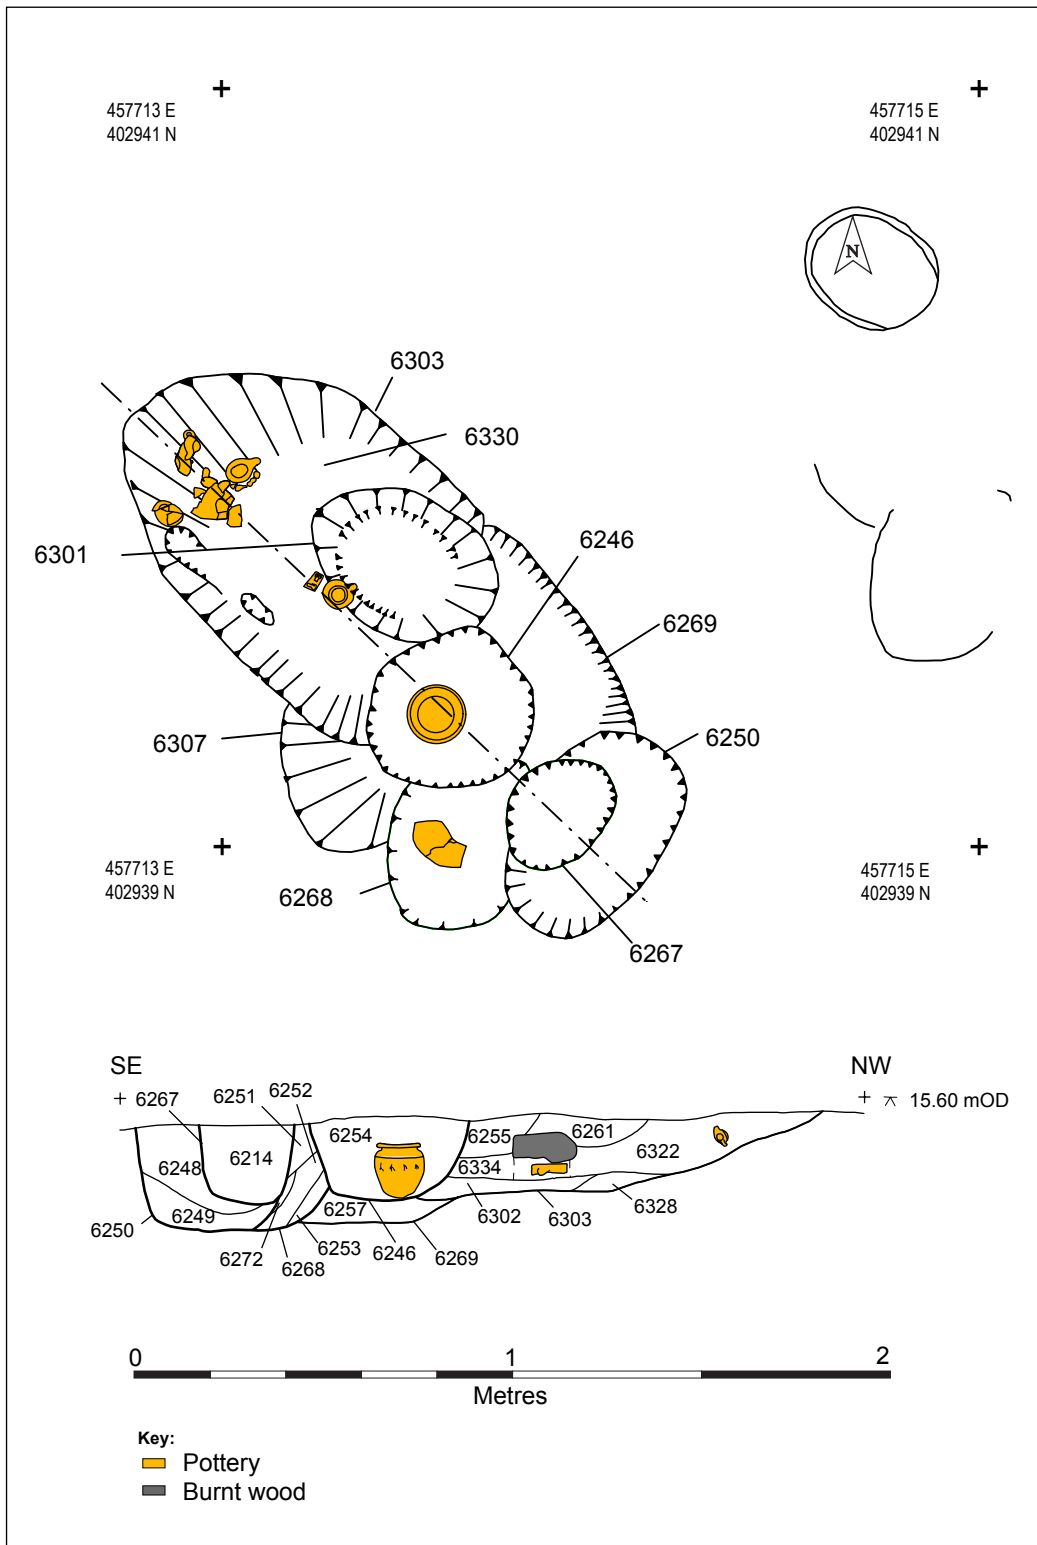 457713 E
402941 N
457715 E
402941 N
N
6303
6330
6301
6246
6269
6307
6250
457713 E
402939 N
457715 E
402939 N
6268
6267
SE
NW
6267
6251
6252
15.60 mOD
6254
6255
6261
6248
6214
6322
6334
6249
6257
6302
6303
6328
6250
6272
6268
6253
6246
6269
0
1
2
Metres
Key:
Pottery
Burnt wood